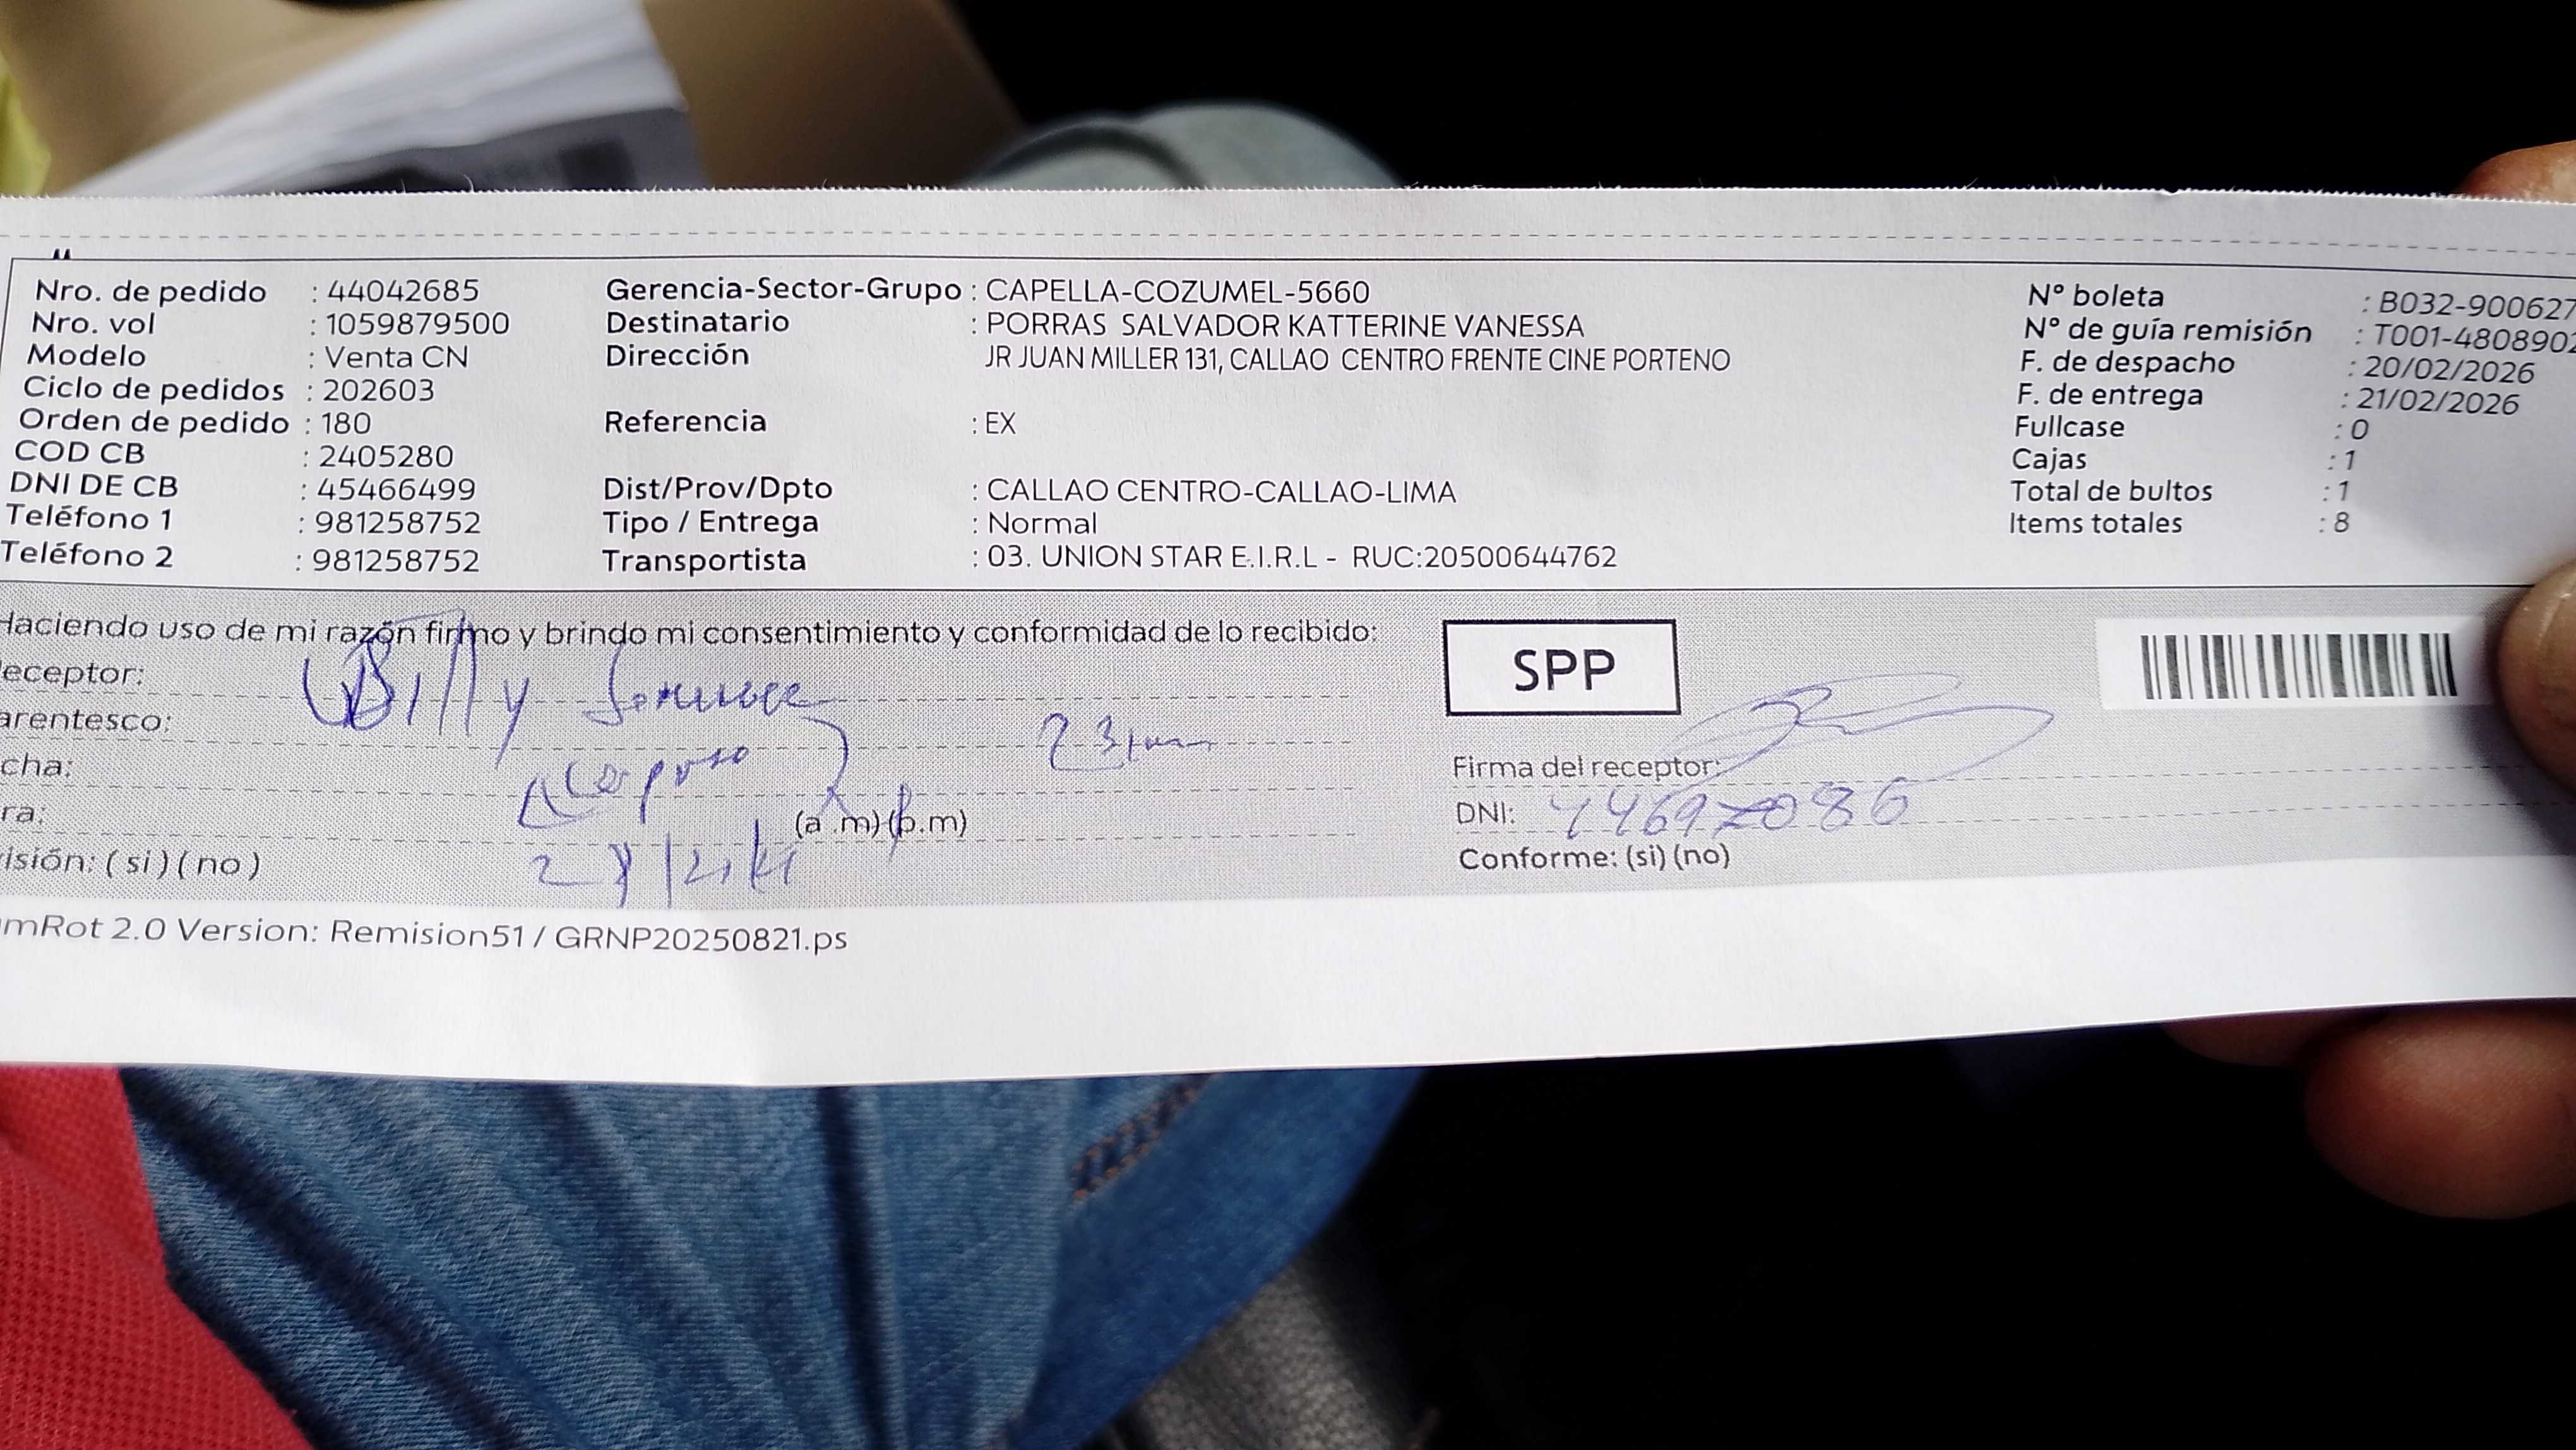 Nro. de pedido : 44042685 Gerencia-Sector-Grupo : CAPELLA-COZUMEL-5660 Nº boleta : B032-900627
Nro. vol : 1059879500 Destinatario : PORRAS SALVADOR KATTERINE VANESSA Nº de guía remisión : T001-4808902
Modelo : Venta CN Dirección JR JUAN MILLER 131, CALLAO CENTRO FRENTE CINE PORTENO F. de despacho : 20/02/2026
Ciclo de pedidos : 202603 F. de entrega : 21/02/2026
Orden de pedido : 180 Referencia : EX Fullcase : 0
COD CB : 2405280 Cajas : 1
DNI DE CB : 45466499 Dist/Prov/Dpto : CALLAO CENTRO-CALLAO-LIMA Total de bultos : 1
Teléfono 1 : 981258752 Tipo / Entrega : Normal Items totales : 8
Teléfono 2 : 981258752 Transportista : 03. UNION STAR E.I.R.L - RUC:20500644762
Haciendo uso de mi razón firmo y brindo mi consentimiento y conformidad de lo recibido:
eceptor: Billy SPP
arentesco:
cha: Firma del receptor:
ra: (a .m)(p.m) DNI:
isión: ( si ) ( no ) Conforme: (si) (no)
mRot 2.0 Version: Remision51 / GRNP20250821.ps